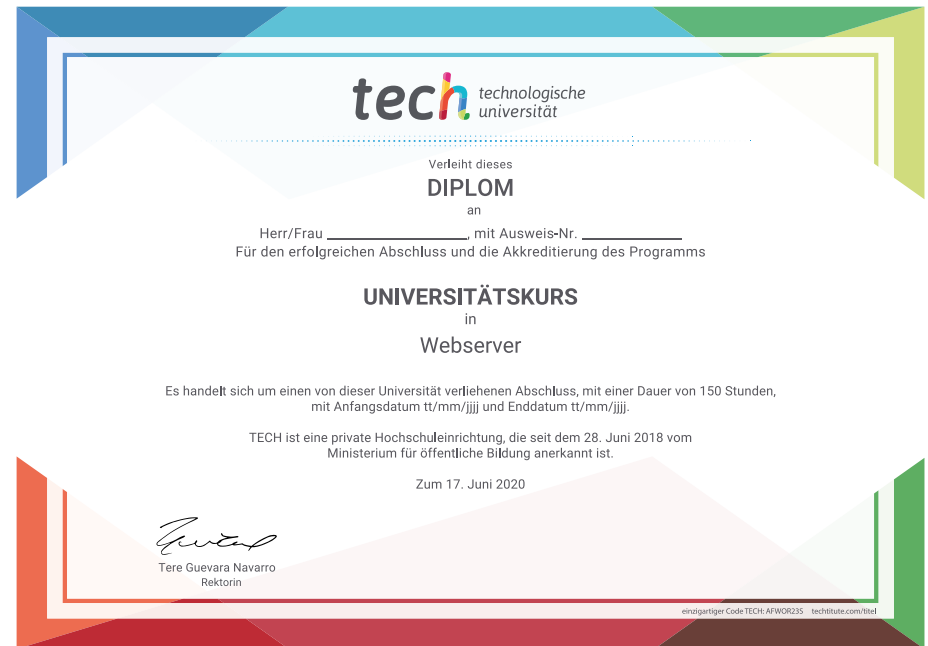 tech technologische
universität
Verleiht dieses
DIPLOM
an
Herr/Frau ____________, mit Ausweis-Nr. ____________
Für den erfolgreichen Abschluss und die Akkreditierung des Programms
UNIVERSITÄTSKURS
in
Webserver
Es handelt sich um einen von dieser Universität verliehenen Abschluss, mit einer Dauer von 150 Stunden,
mit Anfangsdatum tt/mm/jjjj und Enddatum tt/mm/jjjj.
TECH ist eine private Hochschuleinrichtung, die seit dem 28. Juni 2018 vom
Ministerium für öffentliche Bildung anerkannt ist.
Zum 17. Juni 2020
Tere Guevara Navarro
Rektorin
einzigartiger Code TECH: AFWOR23S techtitute.com/titel